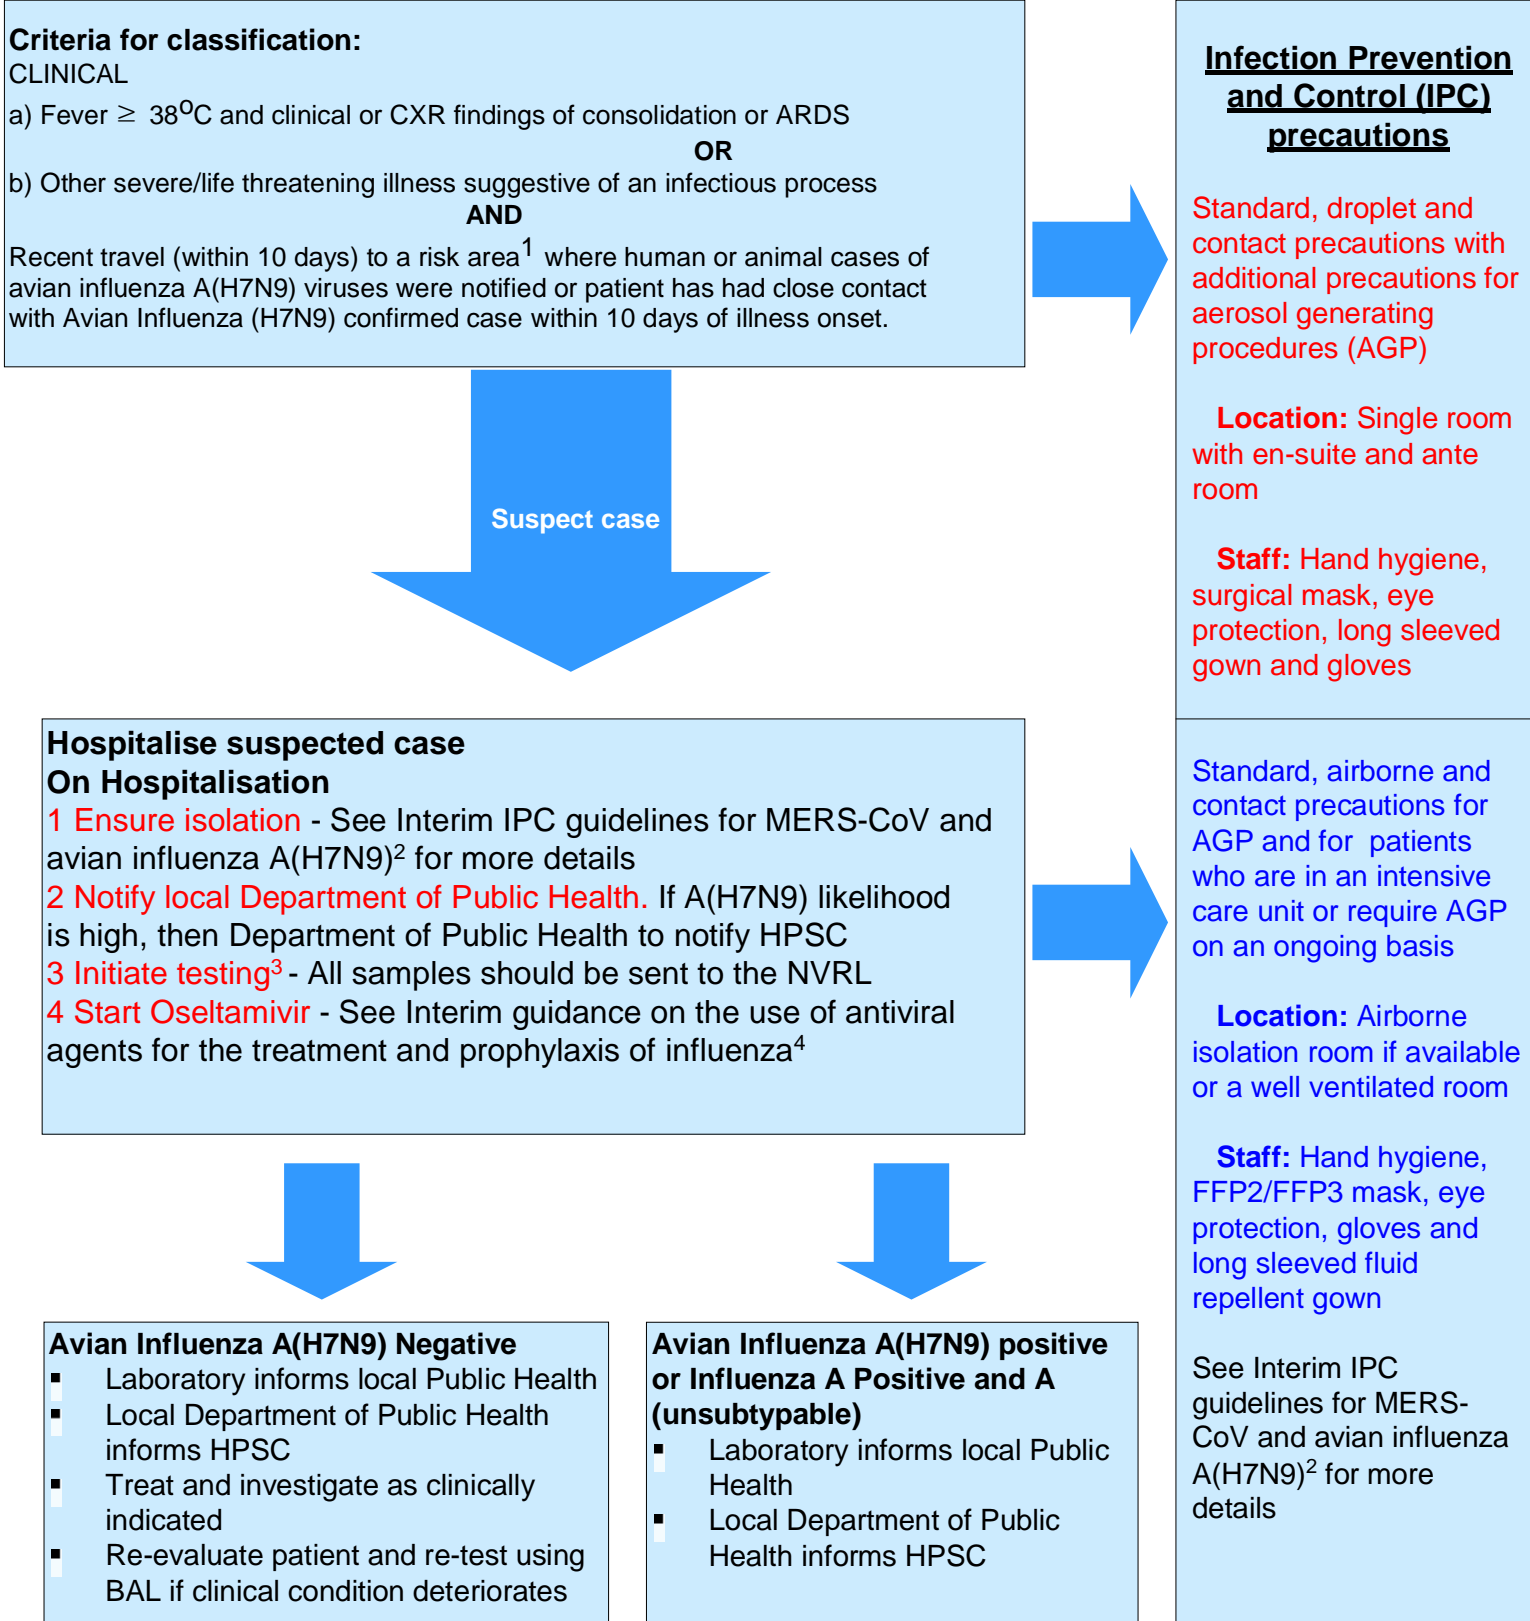 Criteria for classification:
CLINICAL
a) Fever ≥ 38°C and clinical or CXR findings of consolidation or ARDS
OR
b) Other severe/life threatening illness suggestive of an infectious process
AND
Recent travel (within 10 days) to a risk area¹ where human or animal cases of
avian influenza A(H7N9) viruses were notified or patient has had close contact
with Avian Influenza (H7N9) confirmed case within 10 days of illness onset.
Suspect case
Hospitalise suspected case
On Hospitalisation
1 Ensure isolation - See Interim IPC guidelines for MERS-CoV and
avian influenza A(H7N9)² for more details
2 Notify local Department of Public Health. If A(H7N9) likelihood
is high, then Department of Public Health to notify HPSC
3 Initiate testing³ - All samples should be sent to the NVRL
4 Start Oseltamivir - See Interim guidance on the use of antiviral
agents for the treatment and prophylaxis of influenza⁴
Avian Influenza A(H7N9) Negative
▪ Laboratory informs local Public Health
▪ Local Department of Public Health
informs HPSC
▪ Treat and investigate as clinically
indicated
▪ Re-evaluate patient and re-test using
BAL if clinical condition deteriorates
Avian Influenza A(H7N9) positive
or Influenza A Positive and A
(unsubtypable)
▪ Laboratory informs local Public
Health
▪ Local Department of Public
Health informs HPSC
Infection Prevention
and Control (IPC)
precautions
Standard, droplet and
contact precautions with
additional precautions for
aerosol generating
procedures (AGP)
Location: Single room
with en-suite and ante
room
Staff: Hand hygiene,
surgical mask, eye
protection, long sleeved
gown and gloves
Standard, airborne and
contact precautions for
AGP and for patients
who are in an intensive
care unit or require AGP
on an ongoing basis
Location: Airborne
isolation room if available
or a well ventilated room
Staff: Hand hygiene,
FFP2/FFP3 mask, eye
protection, gloves and
long sleeved fluid
repellent gown
See Interim IPC
guidelines for MERS-
CoV and avian influenza
A(H7N9)² for more
details